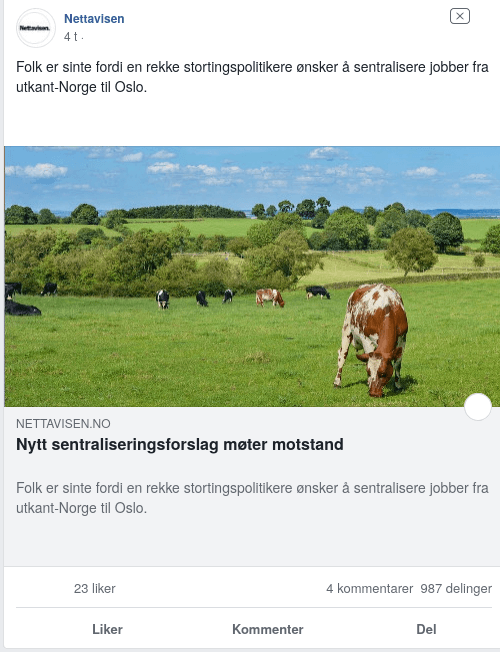 Nettavisen.
Nettavisen
4 t ·
Folk er sinte fordi en rekke stortingspolitikere ønsker å sentralisere jobber fra
utkant-Norge til Oslo.
NETTAVISEN.NO
Nytt sentraliseringsforslag møter motstand
Folk er sinte fordi en rekke stortingspolitikere ønsker å sentralisere jobber fra
utkant-Norge til Oslo.
23 liker 4 kommentarer 987 delinger
Liker Kommenter Del